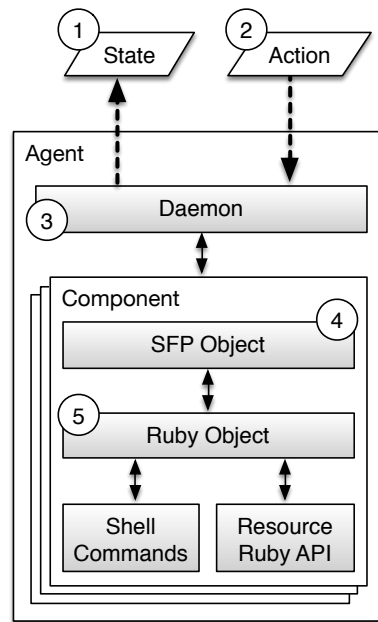 1
State
2
Action
Agent
3
Daemon
Component
4
SFP Object
5
Ruby Object
Shell
Commands
Resource
Ruby API